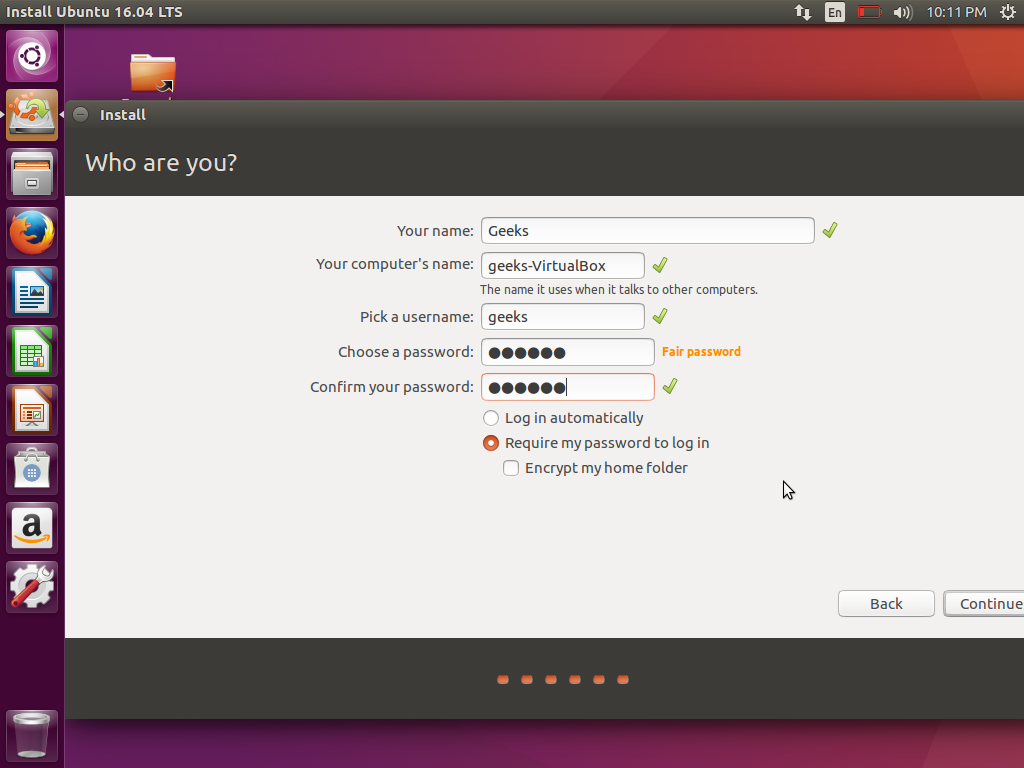 Install Ubuntu 16.04 LTS
En
10:11 PM
Install
Who are you?
Your name: Geeks
Your computer's name: geeks-VirtualBox
The name it uses when it talks to other computers.
Pick a username: geeks
Choose a password: ●●●●●● Fair password
Confirm your password: ●●●●●●
Log in automatically
Require my password to log in
Encrypt my home folder
Back
Continue